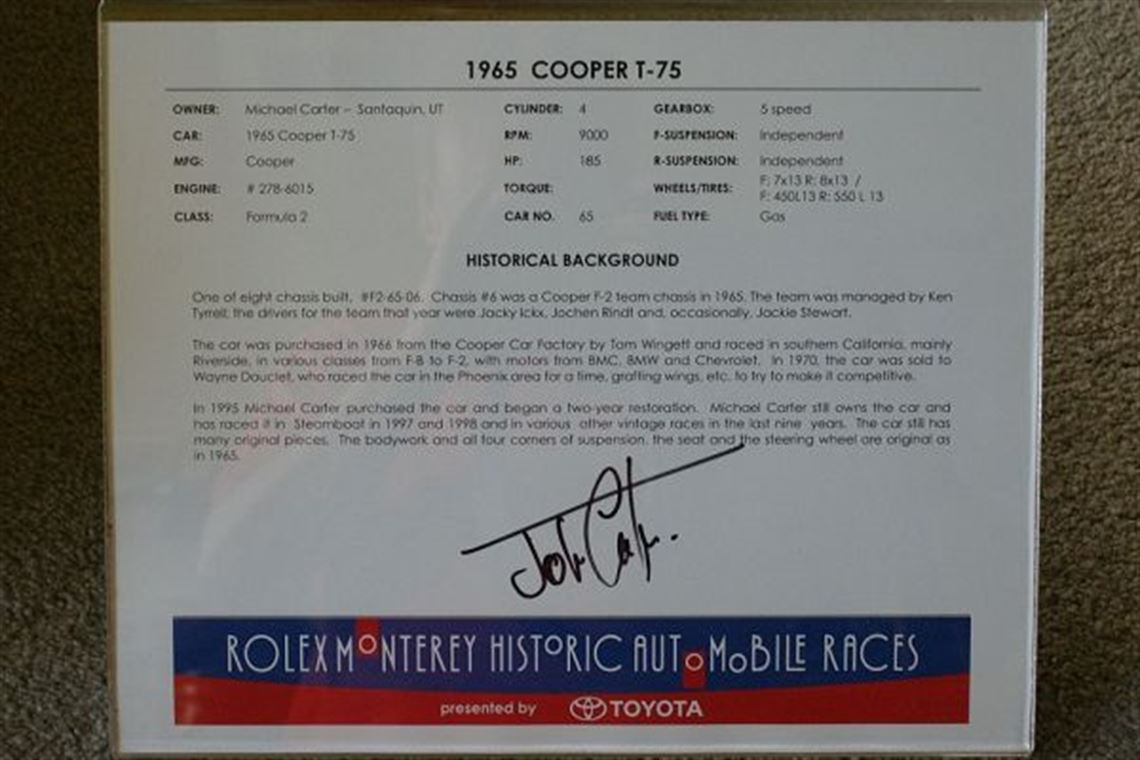 1965 COOPER T-75
OWNER: Michael Carter – Santaquin, UT CYLINDER: 4 GEARBOX: 5 speed
CAR: 1965 Cooper T-75 RPM: 9000 F-SUSPENSION: Independent
MFG: Cooper HP: 185 R-SUSPENSION: Independent
ENGINE: # 278-6015 TORQUE: WHEELS/TIRES: F: 7x13 R: 8x13 /
F: 450L13 R: 550 L 13
CLASS: Formula 2 CAR NO. 65 FUEL TYPE: Gas
HISTORICAL BACKGROUND
One of eight chassis built, #F2-65-06. Chassis #6 was a Cooper F-2 team chassis in 1965. The team was managed by Ken
Tyrell; the drivers for the team that year were Jacky Ickx, Jochen Rindt and, occasionally, Jackie Stewart.
The car was purchased in 1966 from the Cooper Car Factory by Tom Wingett and raced in southern California, mainly
Riverside, in various classes from F-B to F-2, with motors from BMC, BMW and Chevrolet. In 1970, the car was sold to
Wayne Douclet, who raced the car in the Phoenix area for a time, grafting wings, etc. to try to make it competitive.
In 1995 Michael Carter purchased the car and began a two-year restoration. Michael Carter still owns the car and
has raced it in Steamboat in 1997 and 1998 and in various other vintage races in the last nine years. The car still has
many original pieces. The bodywork and all four corners of suspension, the seat and the steering wheel are original as
in 1965.
ROLEX MONTEREY HISTORIC AUTOMOBILE RACES
presented by TOYOTA